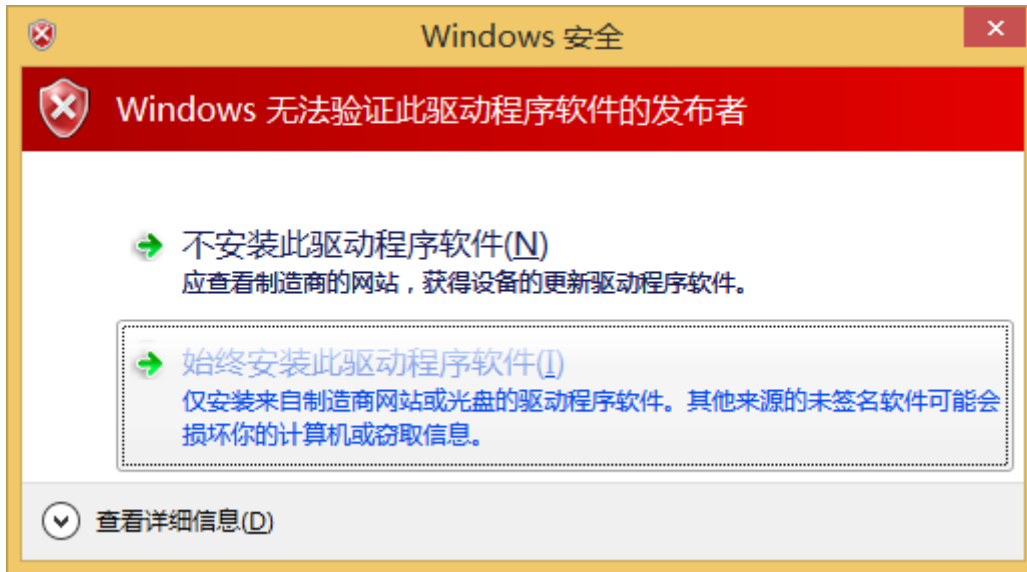 Windows 安全
Windows 无法验证此驱动程序软件的发布者
不安装此驱动程序软件(N)
应查看制造商的网站，获得设备的更新驱动程序软件。
始终安装此驱动程序软件(I)
仅安装来自制造商网站或光盘的驱动程序软件。其他来源的未签名软件可能会
损坏你的计算机或窃取信息。
查看详细信息(D)